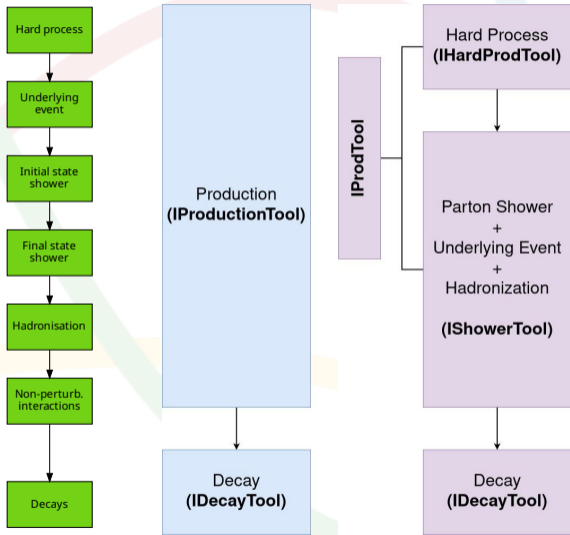 Hard process
Underlying
event
Initial state
shower
Final state
shower
Hadronisation
Non-perturb.
interactions
Decays
Production
(IProductionTool)
Decay
(IDecayTool)
IProdTool
Hard Process
(IHardProdTool)
Parton Shower
+
Underlying Event
+
Hadronization
(IShowerTool)
Decay
(IDecayTool)